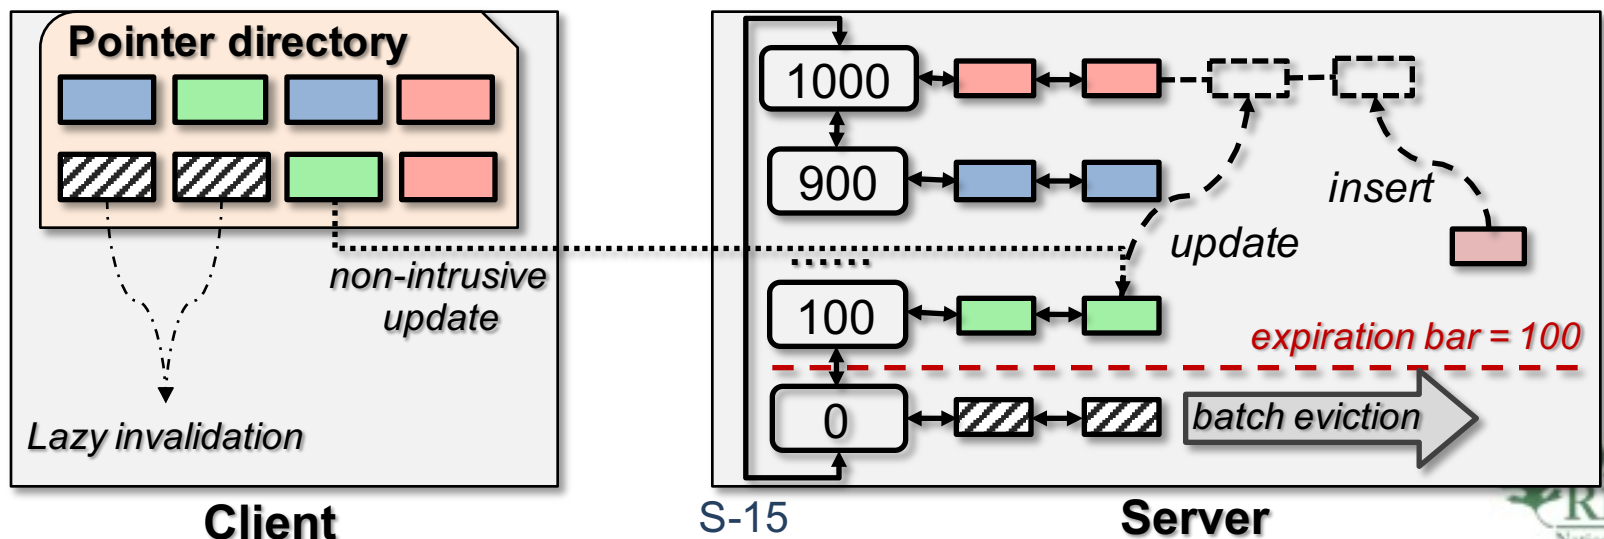 Pointer directory
non-intrusive
update
Lazy invalidation
Client
1000
900
.......
100
0
insert
update
expiration bar = 100
batch eviction
S-15
Server